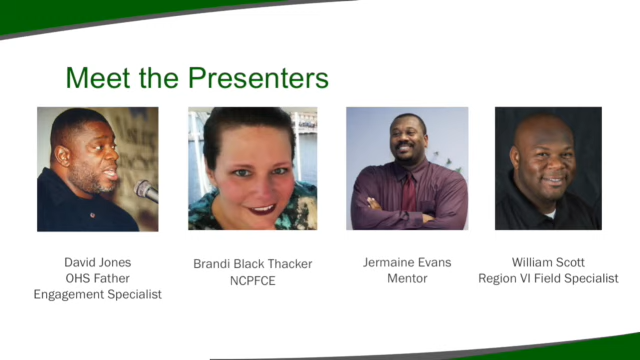 Meet the Presenters
David Jones
OHS Father
Engagement Specialist
Brandi Black Thacker
NCPFCE
Jermaine Evans
Mentor
William Scott
Region VI Field Specialist